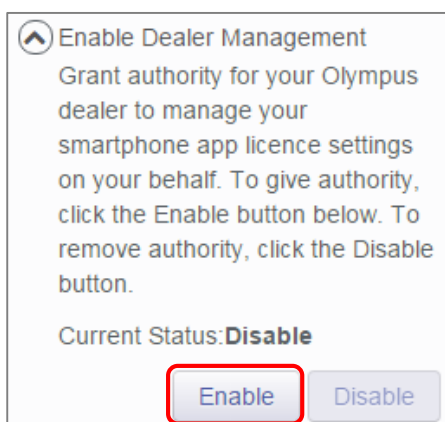 Enable Dealer Management
Grant authority for your Olympus
dealer to manage your
smartphone app licence settings
on your behalf. To give authority,
click the Enable button below. To
remove authority, click the Disable
button.
Current Status:Disable
Enable Disable